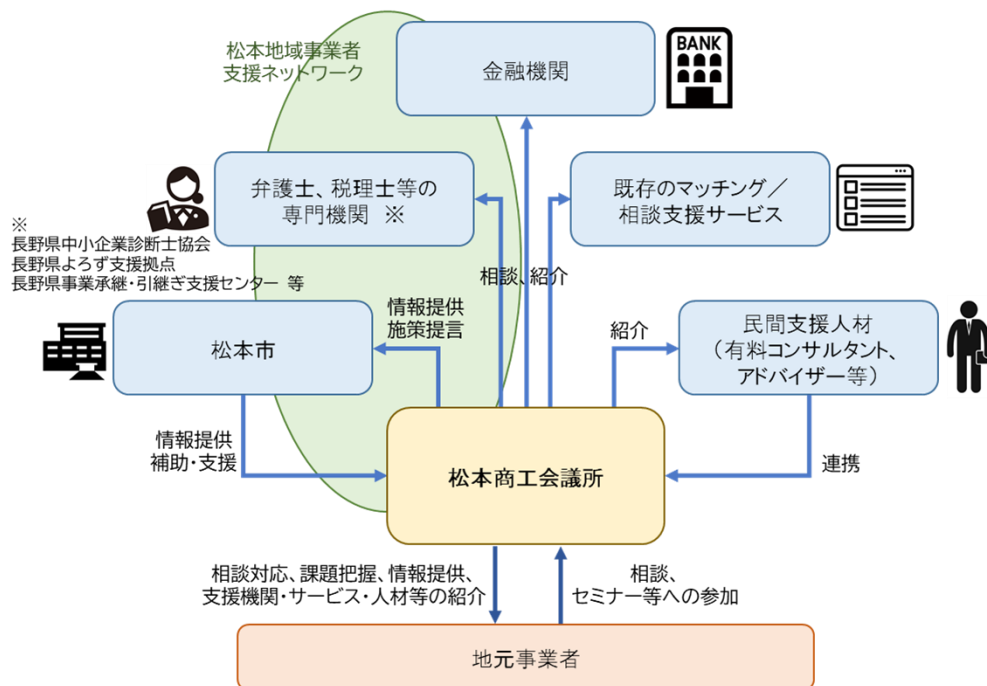 松本地域事業者
支援ネットワーク
金融機関
BANK
弁護士、税理士等の
専門機関 ※
既存のマッチング／
相談支援サービス
※
長野県中小企業診断士協会
長野県よろず支援拠点
長野県事業承継・引継ぎ支援センター 等
相談、紹介
松本市
情報提供
施策提言
紹介
民間支援人材
（有料コンサルタント、
アドバイザー等）
情報提供
補助・支援
松本商工会議所
連携
相談対応、課題把握、情報提供、
支援機関・サービス・人材等の紹介
相談、
セミナー等への参加
地元事業者